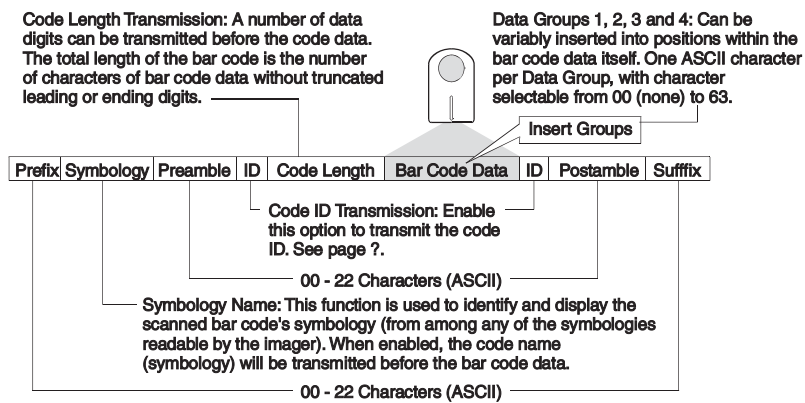 Code Length Transmission: A number of data
digits can be transmitted before the code data.
The total length of the bar code is the number
of characters of bar code data without truncated
leading or ending digits.
Data Groups 1, 2, 3 and 4: Can be
variably inserted into positions within the
bar code data itself. One ASCII character
per Data Group, with character
selectable from 00 (none) to 63.
Insert Groups
Prefix Symbology Preamble ID Code Length Bar Code Data ID Postamble Sufffix
Code ID Transmission: Enable
this option to transmit the code
ID. See page ?.
00 - 22 Characters (ASCII)
Symbology Name: This function is used to identify and display the
scanned bar code's symbology (from among any of the symbologies
readable by the imager). When enabled, the code name
(symbology) will be transmitted before the bar code data.
00 - 22 Characters (ASCII)